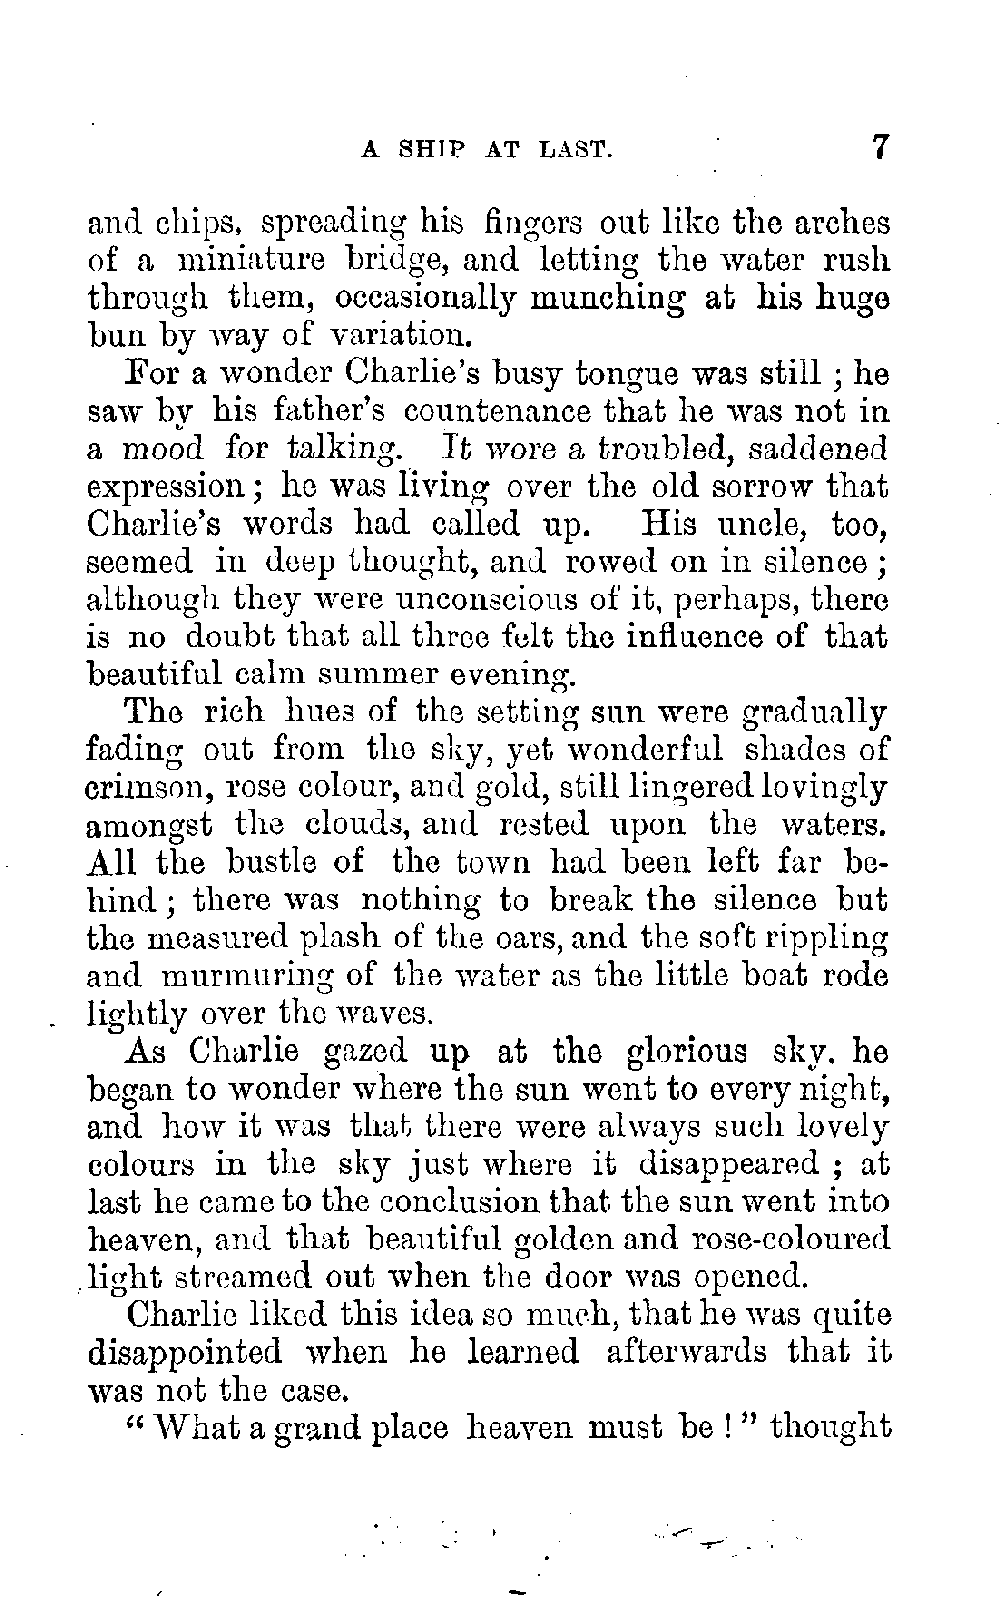 A SHIP AT LAST. 7
and chips, spreading his fingers out like the arches
of a miniature bridge, and letting the water rush
through them, occasionally munching at his huge
bun by way of variation.
For a wonder Charlie's busy tongue was still ; he
saw by his father's countenance that he was not in
a mood for talking. It wore a troubled, saddened
expression ; he was living over the old sorrow that
Charlie's words had called up. His uncle, too,
seemed in deep thought, and rowed on in silence ;
although they were unconscious of it, perhaps, there
is no doubt that all three felt the influence of that
beautiful calm summer evening.
The rich hues of the setting sun were gradually
fading out from the sky, yet wonderful shades of
crimson, rose colour, and gold, still lingered lovingly
amongst the clouds, and rested upon the waters.
All the bustle of the town had been left far be-
hind ; there was nothing to break the silence but
the measured plash of the oars, and the soft rippling
and murmuring of the water as the little boat rode
lightly over the waves.
As Charlie gazed up at the glorious sky, he
began to wonder where the sun went to every night,
and how it was that there were always such lovely
colours in the sky just where it disappeared ; at
last he came to the conclusion that the sun went into
heaven, and that beautiful golden and rose-coloured
light streamed out when the door was opened.
Charlie liked this idea so much, that he was quite
disappointed when he learned afterwards that it
was not the case.
“ What a grand place heaven must be ! ” thought